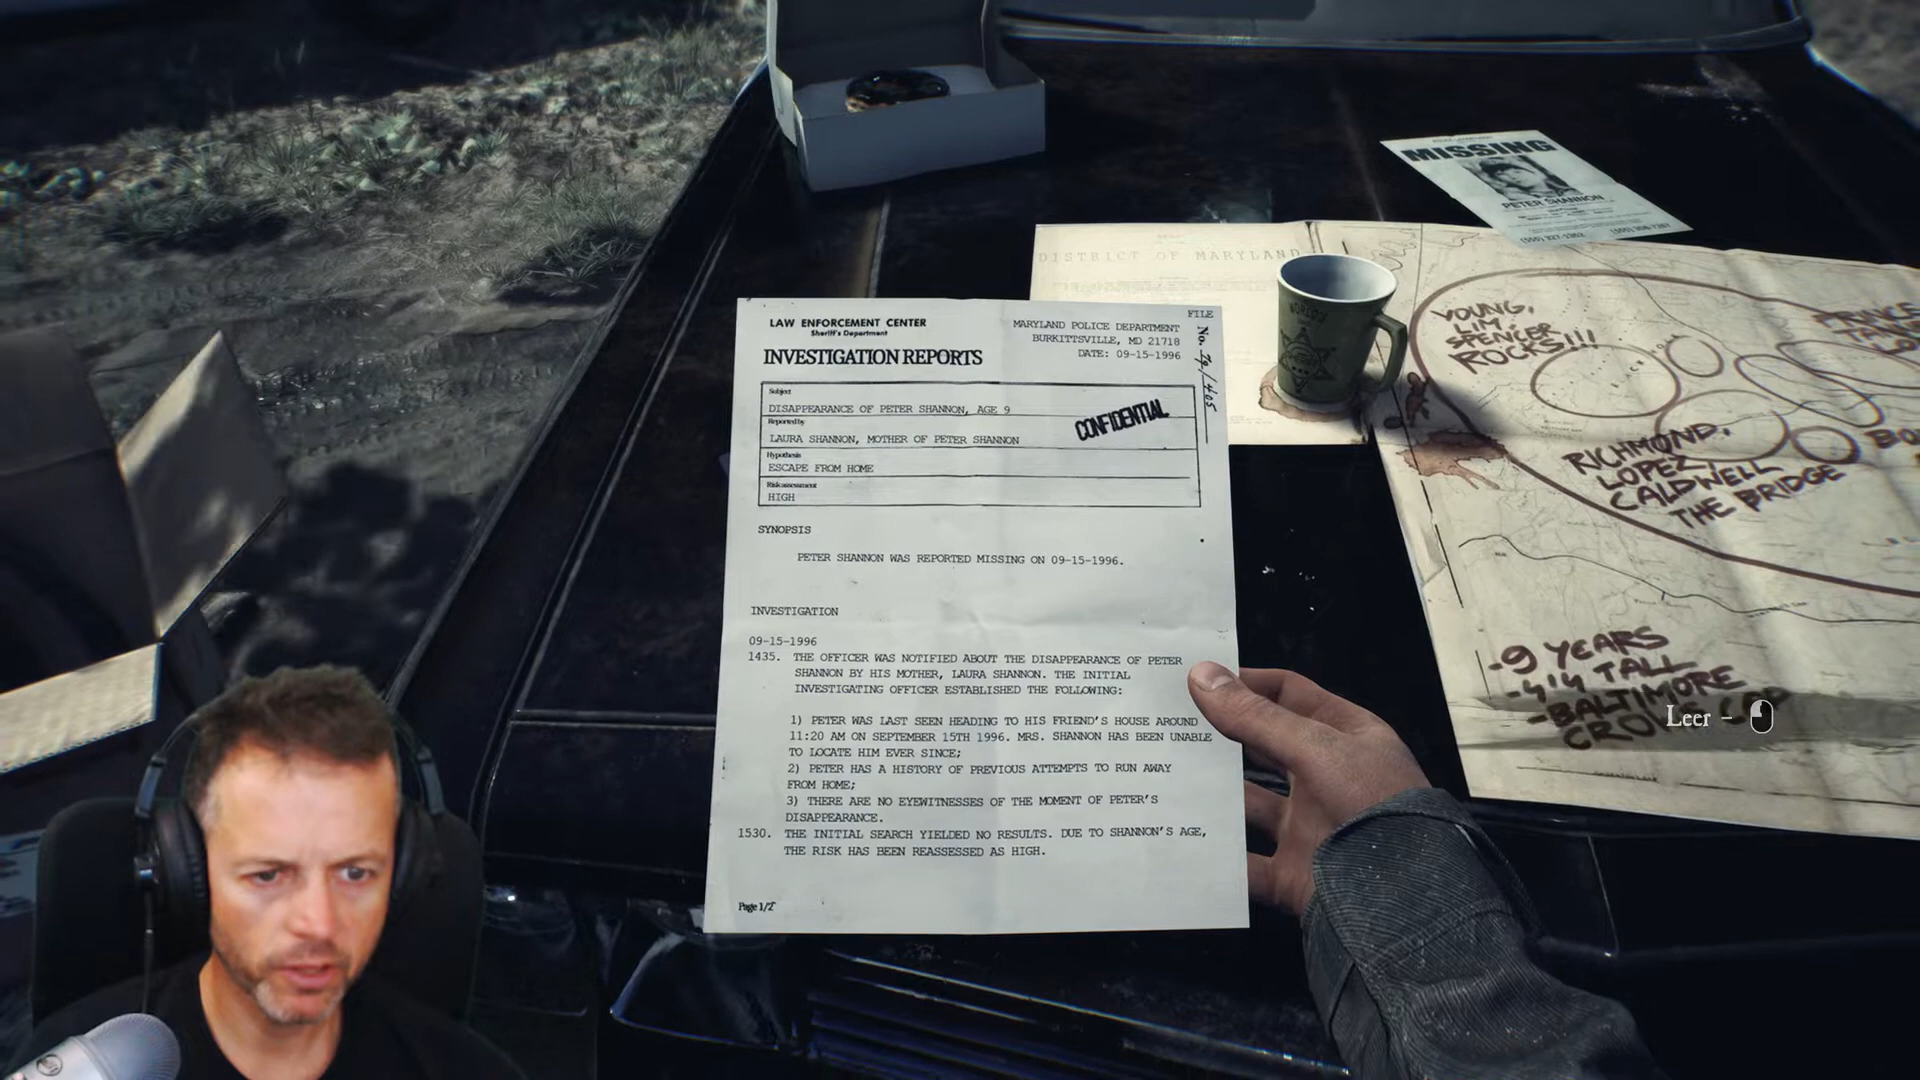 MISSING
PETER SHANNON
DISTRICT OF MARYLAND
LAW ENFORCEMENT CENTER
Sheriff's Department
INVESTIGATION REPORTS
MARYLAND POLICE DEPARTMENT
BURKITTSVILLE, MD 21718
DATE: 09-15-1996
FILE
No.
Subject
DISAPPEARANCE OF PETER SHANNON, AGE 9
Reported by
LAURA SHANNON, MOTHER OF PETER SHANNON
Hypothesis
ESCAPE FROM HOME
Risk assessment
HIGH
CONFIDENTIAL
SYNOPSIS
PETER SHANNON WAS REPORTED MISSING ON 09-15-1996.
INVESTIGATION
09-15-1996
1435. THE OFFICER WAS NOTIFIED ABOUT THE DISAPPEARANCE OF PETER
SHANNON BY HIS MOTHER, LAURA SHANNON. THE INITIAL
INVESTIGATING OFFICER ESTABLISHED THE FOLLOWING:
1) PETER WAS LAST SEEN HEADING TO HIS FRIEND'S HOUSE AROUND
11:20 AM ON SEPTEMBER 15TH 1996. MRS. SHANNON HAS BEEN UNABLE
TO LOCATE HIM EVER SINCE;
2) PETER HAS A HISTORY OF PREVIOUS ATTEMPTS TO RUN AWAY
FROM HOME;
3) THERE ARE NO EYEWITNESSES OF THE MOMENT OF PETER'S
DISAPPEARANCE.
1530. THE INITIAL SEARCH YIELDED NO RESULTS. DUE TO SHANNON'S AGE,
THE RISK HAS BEEN REASSESSED AS HIGH.
Page 1/2
YOUNG,
LIM,
SPENCER
ROCKS!!!
RICHMOND,
LOPEZ,
CALDWELL
THE BRIDGE
-9 YEARS
-4'4 TALL
-BALTIMORE
CROWS CAP
Leer -